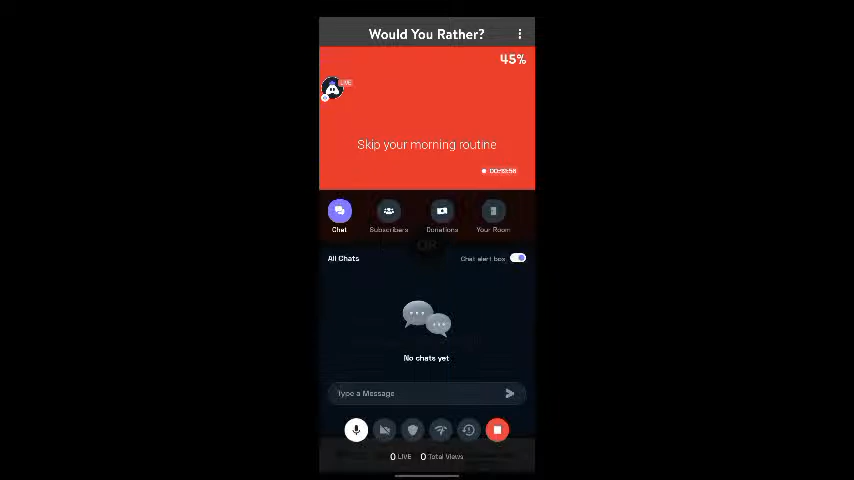 Would You Rather?
45%
LIVE
Skip your morning routine
Chat
Subscribers
Donations
Your Room
OR
All Chats
Chat alert box
No chats yet
Type a Message
0 LIVE 0 Total Views